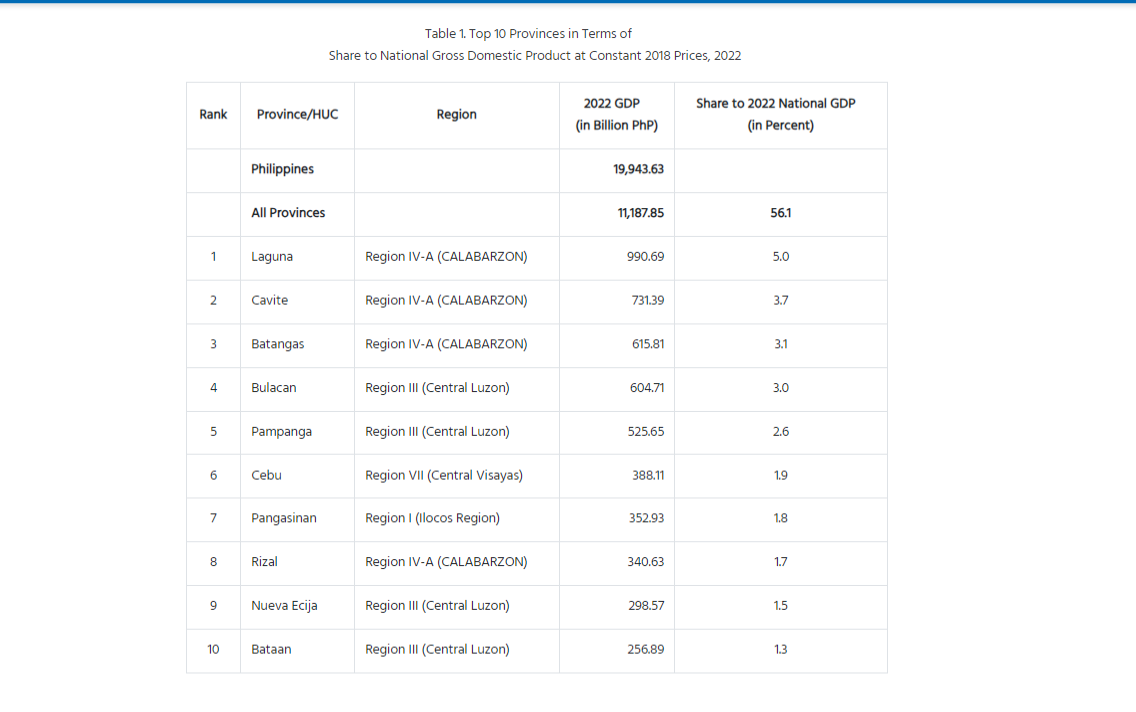 Table 1. Top 10 Provinces in Terms of
Share to National Gross Domestic Product at Constant 2018 Prices, 2022
Rank Province/HUC Region 2022 GDP (in Billion PhP) Share to 2022 National GDP (in Percent)
Philippines 19,943.63
All Provinces 11,187.85 56.1
1 Laguna Region IV-A (CALABARZON) 990.69 5.0
2 Cavite Region IV-A (CALABARZON) 731.39 3.7
3 Batangas Region IV-A (CALABARZON) 615.81 3.1
4 Bulacan Region III (Central Luzon) 604.71 3.0
5 Pampanga Region III (Central Luzon) 525.65 2.6
6 Cebu Region VII (Central Visayas) 388.11 1.9
7 Pangasinan Region I (Ilocos Region) 352.93 1.8
8 Rizal Region IV-A (CALABARZON) 340.63 1.7
9 Nueva Ecija Region III (Central Luzon) 298.57 1.5
10 Bataan Region III (Central Luzon) 256.89 1.3